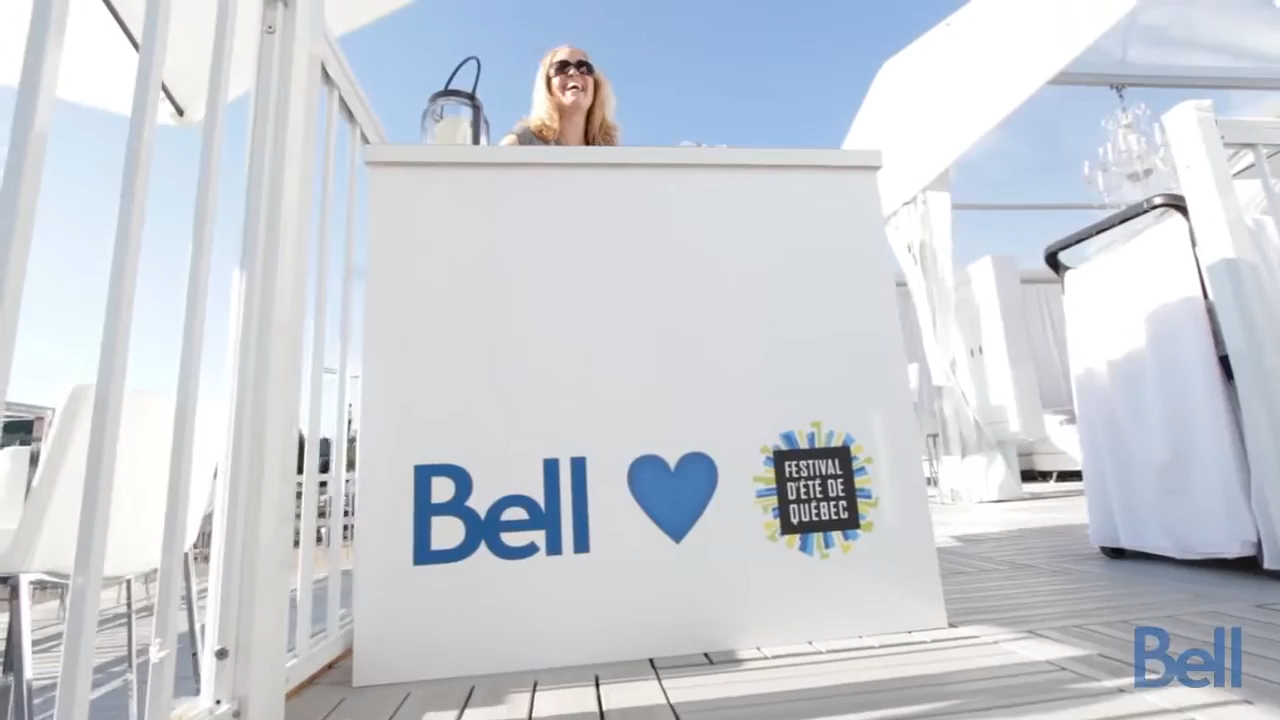 Bell
FESTIVAL
D'ÉTÉ DE
QUÉBEC
Bell